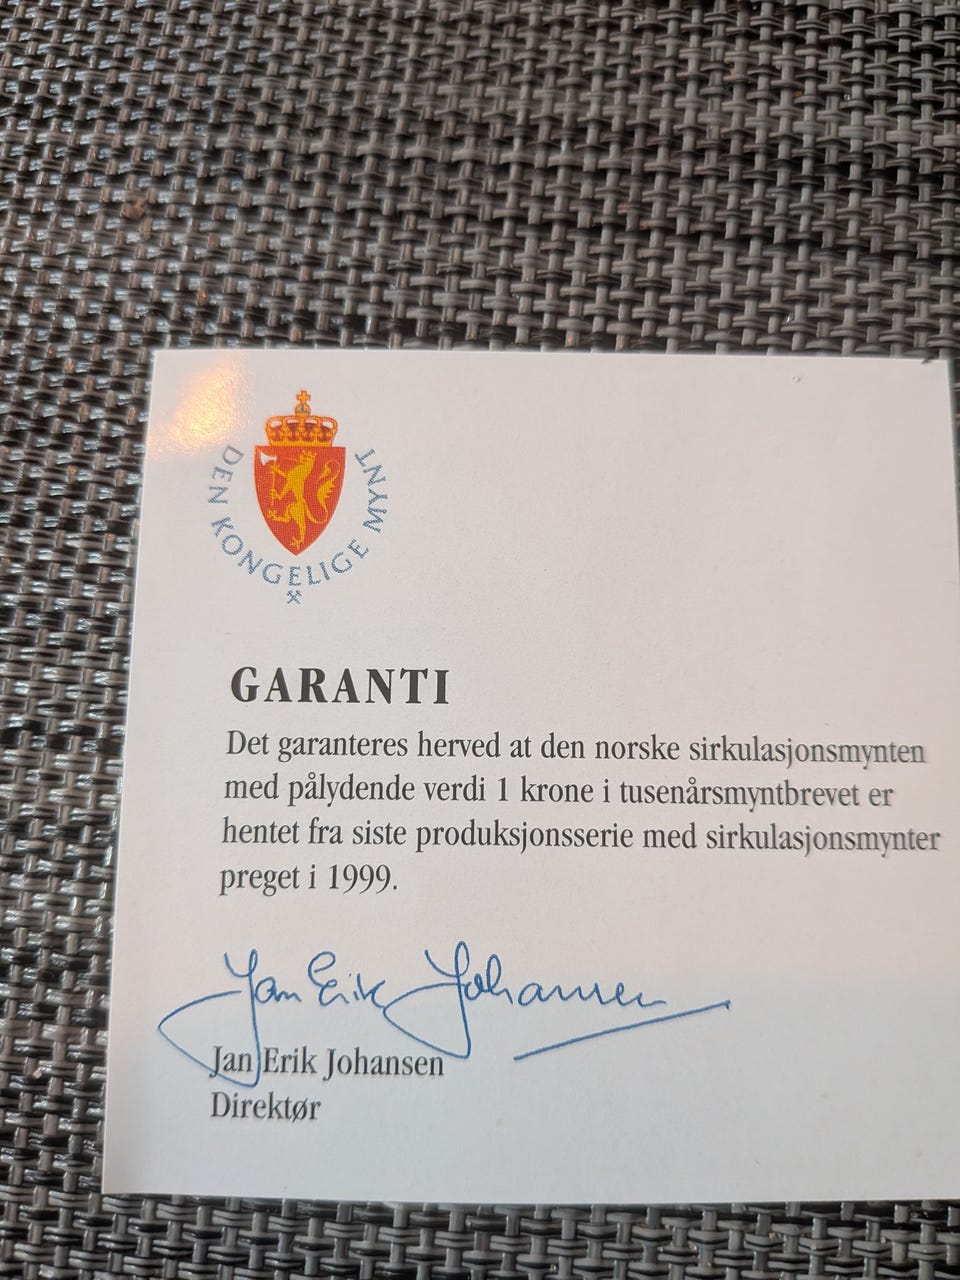 DEN KONGELIGE MYNT
GARANTI
Det garanteres herved at den norske sirkulasjonsmynten
med pålydende verdi 1 krone i tusenårsmyntbrevet er
hentet fra siste produksjonsserie med sirkulasjonsmynter
preget i 1999.
Jan Erik Johansen
Jan Erik Johansen
Direktør